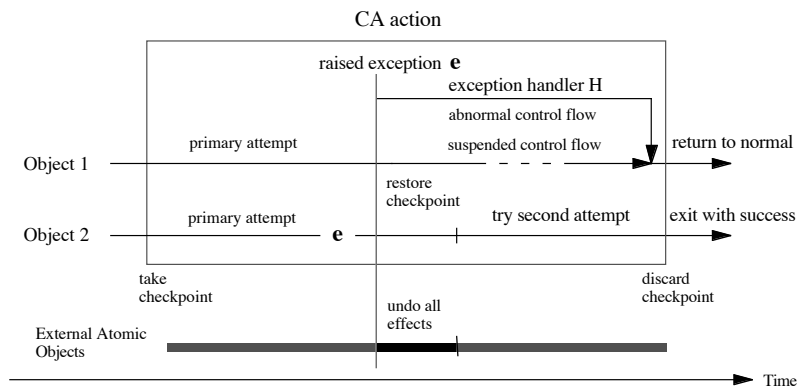 CA action
raised exception e
exception handler H
abnormal control flow
primary attempt
suspended control flow
return to normal
Object 1
restore
checkpoint
primary attempt
try second attempt
exit with success
Object 2
e
take
checkpoint
discard
checkpoint
undo all
effects
External Atomic
Objects
Time